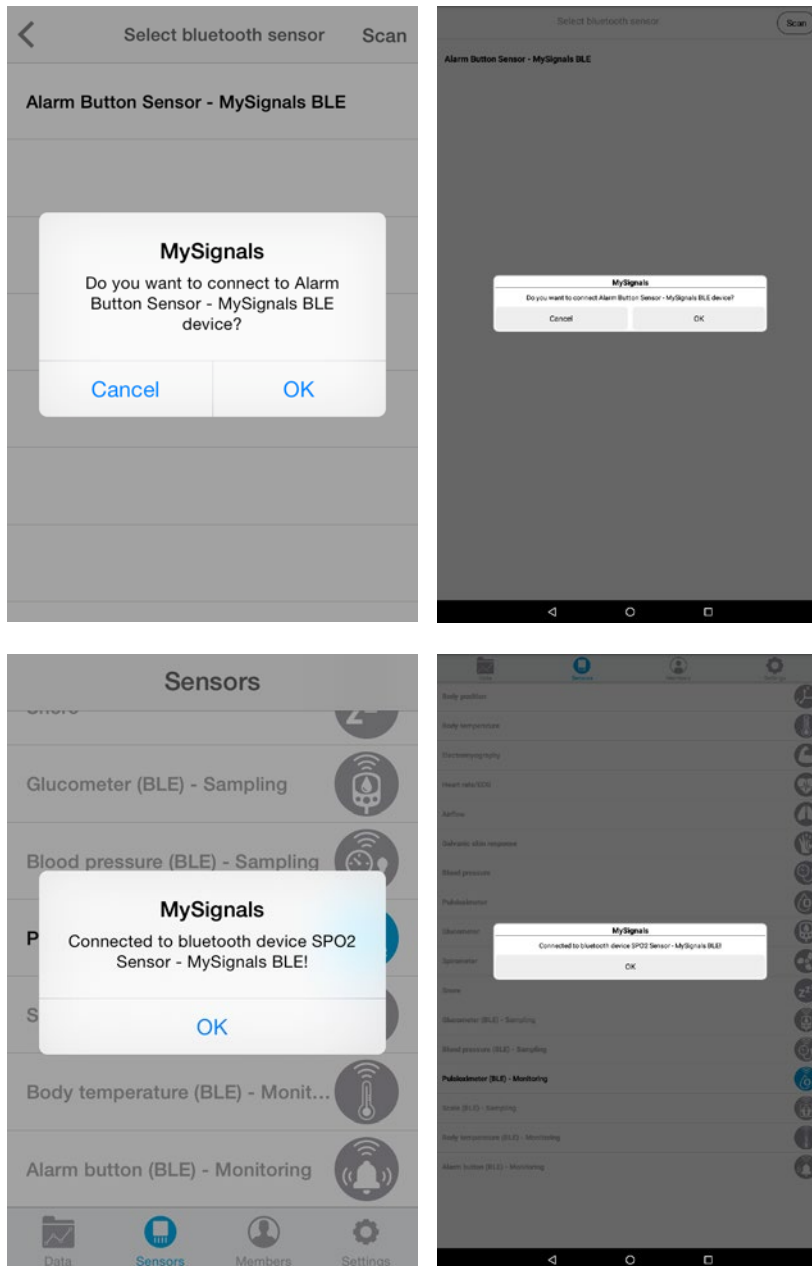 Select bluetooth sensor
Scan
Alarm Button Sensor - MySignals BLE
MySignals
Do you want to connect to Alarm
Button Sensor - MySignals BLE
device?
Cancel
OK
Select bluetooth sensor
Scan
Alarm Button Sensor - MySignals BLE
MySignals
Do you want to connect Alarm Button Sensor - MySignals BLE device?
Cancel
OK
Sensors
Snore
Glucometer (BLE) - Sampling
Blood pressure (BLE) - Sampling
MySignals
P
Connected to bluetooth device SPO2
Sensor - MySignals BLE!
S
OK
Body temperature (BLE) - Monit...
Alarm button (BLE) - Monitoring
Data
Sensors
Members
Settings
Data
Sensors
Members
Settings
Body position
Body temperature
Electromyography
Heart rate/ECG
Airflow
Galvanic skin response
Blood pressure
Pulsioximeter
Glucometer
MySignals
Connected to bluetooth device SPO2 Sensor - MySignals BLE!
Spirometer
OK
Snore
Glucometer (BLE) - Sampling
Blood pressure (BLE) - Sampling
Pulsioximeter (BLE) - Monitoring
Scale (BLE) - Sampling
Body temperature (BLE) - Monitoring
Alarm button (BLE) - Monitoring